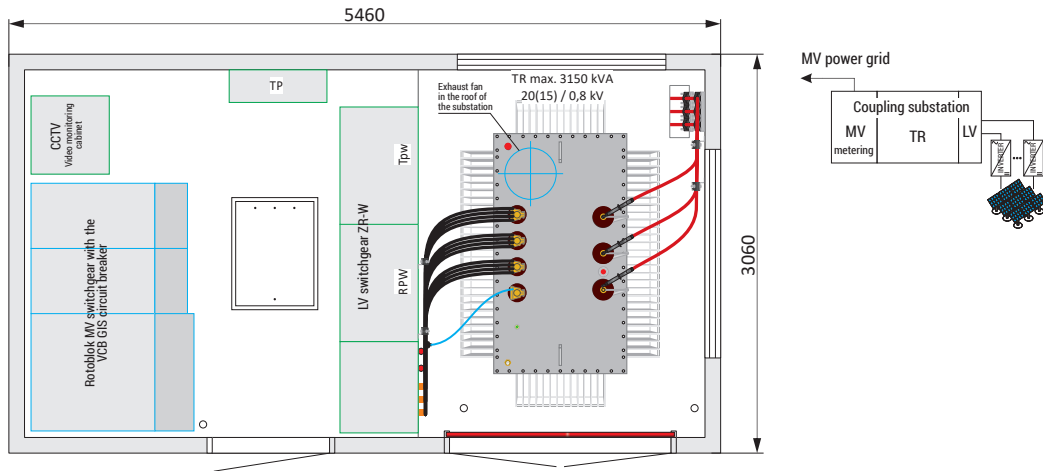 5460
TP
TR max. 3150 kVA
20(15) / 0,8 kV
Exhaust fan
in the roof of
the substation
CCTV
Video monitoring
cabinet
Tpw
LV switchgear ZR-W
RPW
Rotoblok MV switchgear with the
VCB GIS circuit breaker
3060
MV power grid
Coupling substation
MV
metering
TR
LV
INVERTER
INVERTER